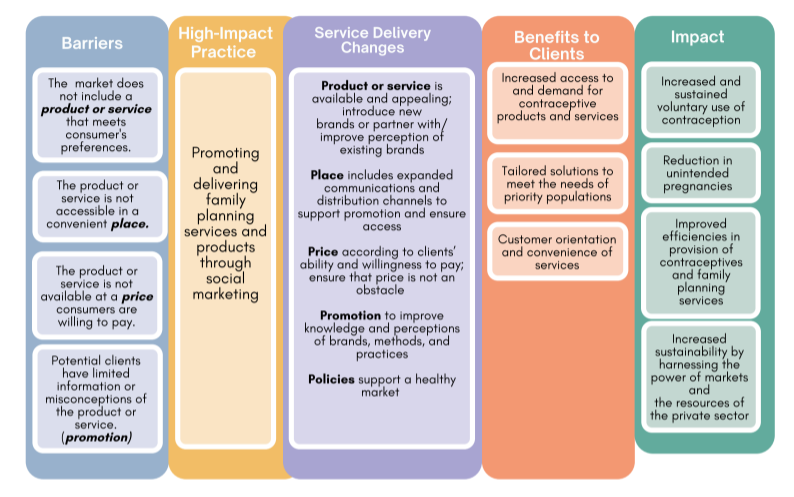 Barriers
The market does
not include a
product or service
that meets
consumer's
preferences.
The product or
service is not
accessible in a
convenient place.
The product or
service is not
available at a price
consumers are
willing to pay.
Potential clients
have limited
information or
misconceptions of
the product or
service.
(promotion)
High-Impact
Practice
Promoting
and
delivering
family
planning
services and
products
through
social
marketing
Service Delivery
Changes
Product or service is
available and appealing;
introduce new
brands or partner with/
improve perception of
existing brands
Place includes expanded
communications and
distribution channels to
support promotion and ensure
access
Price according to clients'
ability and willingness to pay;
ensure that price is not an
obstacle
Promotion to improve
knowledge and perceptions
of brands, methods, and
practices
Policies support a healthy
market
Benefits to
Clients
Increased access to
and demand for
contraceptive
products and services
Tailored solutions to
meet the needs of
priority populations
Customer orientation
and convenience of
services
Impact
Increased and
sustained
voluntary use of
contraception
Reduction in
unintended
pregnancies
Improved
efficiencies in
provision of
contraceptives
and family
planning
services
Increased
sustainability by
harnessing the
power of markets
and
the resources of
the private sector